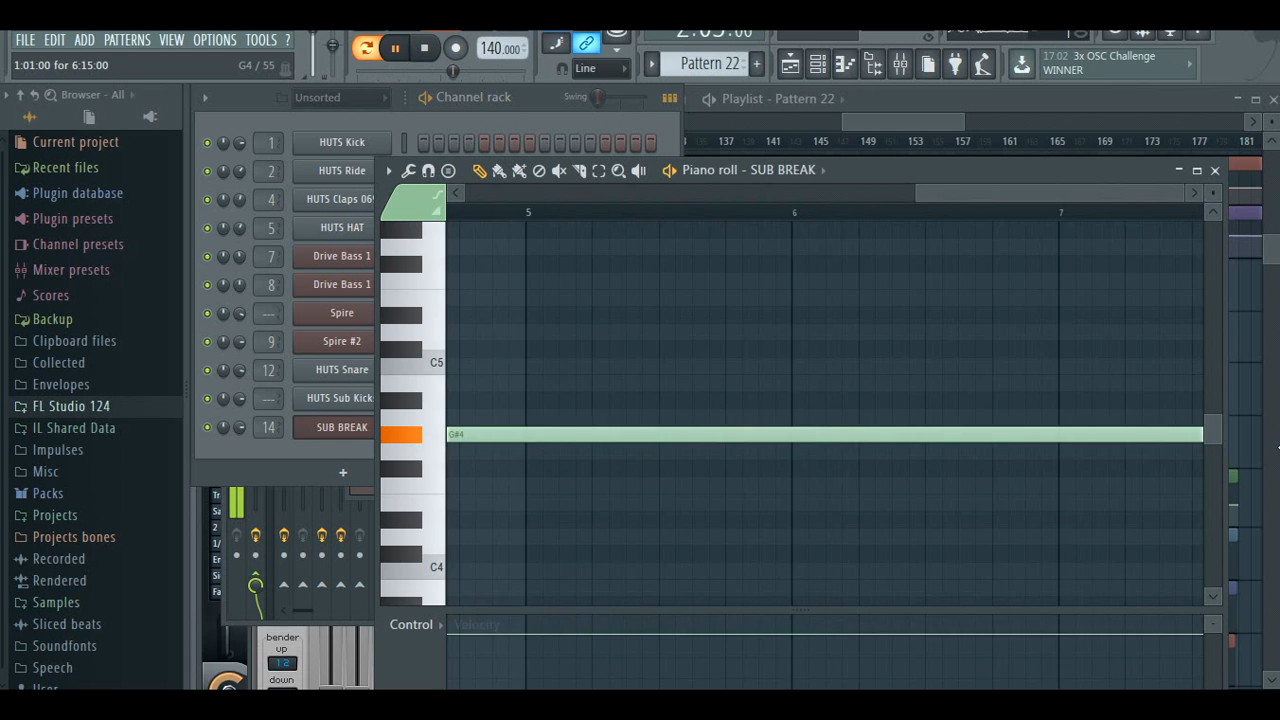 FILE EDIT ADD PATTERNS VIEW OPTIONS TOOLS ?
1:01:00 for 6:15:00 G4 / 55
140.000
Line
Pattern 22 +
17 02 3x OSC Challenge
WINNER
Browser - All
Current project
Recent files
Plugin database
Plugin presets
Channel presets
Mixer presets
Scores
Backup
Clipboard files
Collected
Envelopes
FL Studio 124
IL Shared Data
Impulses
Misc
Packs
Projects
Projects bones
Recorded
Rendered
Samples
Sliced beats
Soundfonts
Speech
User
Unsorted
Channel rack
Swing
1 HUTS Kick
2 HUTS Ride
4 HUTS Claps 06
5 HUTS HAT
7 Drive Bass 1
8 Drive Bass 1
--- Spire
9 Spire #2
12 HUTS Snare
--- HUTS Sub Kick
14 SUB BREAK
+
Playlist - Pattern 22
137 141 145 149 153 157 161 165 169 173 177 181
Piano roll - SUB BREAK
5 6 7
C5
G#4
C4
Control
Velocity
bender
up
12
down